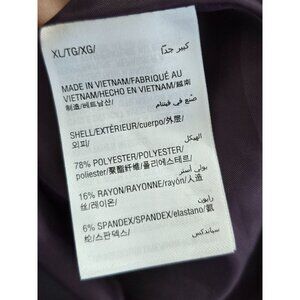 XL/TG/XG/
كبير جدًا
MADE IN VIETNAM/FABRIQUÉ AU
VIETNAM/HECHO EN VIETNAM/越南
制造/베트남산/
صنع في فيتنام
SHELL/EXTÉRIEUR/cuerpo/外层/
외피/
الهيكل
78% POLYESTER/POLYESTER/
poliester/聚酯纤维/폴리에스테르/
بولي أستر
16% RAYON/RAYONNE/rayón/人造
丝/레이온/
رايون
6% SPANDEX/SPANDEX/elastano/氨
纶/스판덱스/
سباندكس